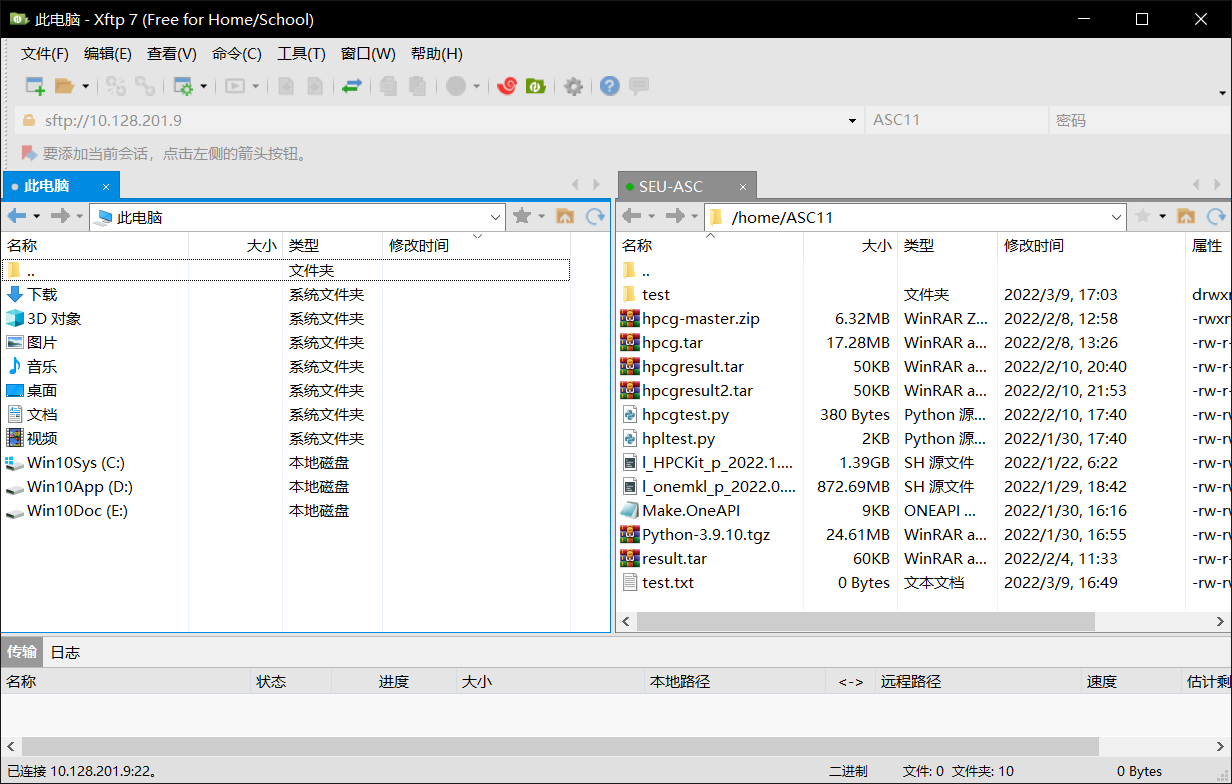 此电脑 - Xftp 7 (Free for Home/School)
文件(F) 编辑(E) 查看(V) 命令(C) 工具(T) 窗口(W) 帮助(H)
sftp://10.128.201.9 ASC11 密码
要添加当前会话，点击左侧的箭头按钮。
此电脑 × SEU-ASC ×
此电脑 /home/ASC11
名称 大小 类型 修改时间
.. 文件夹
下载 系统文件夹
3D 对象 系统文件夹
图片 系统文件夹
音乐 系统文件夹
桌面 系统文件夹
文档 系统文件夹
视频 系统文件夹
Win10Sys (C:) 本地磁盘
Win10App (D:) 本地磁盘
Win10Doc (E:) 本地磁盘
名称 大小 类型 修改时间 属性
..
test 文件夹 2022/3/9, 17:03 drwxr
hpcg-master.zip 6.32MB WinRAR Z... 2022/2/8, 12:58 -rwxr
hpcg.tar 17.28MB WinRAR a... 2022/2/8, 13:26 -rw-r-
hpcgresult.tar 50KB WinRAR a... 2022/2/10, 20:40 -rw-r-
hpcgresult2.tar 50KB WinRAR a... 2022/2/10, 21:53 -rw-r-
hpcgtest.py 380 Bytes Python 源... 2022/2/10, 17:40 -rw-rw
hpltest.py 2KB Python 源... 2022/1/30, 17:40 -rw-rw
l_HPCKit_p_2022.1.... 1.39GB SH 源文件 2022/1/22, 6:22 -rw-rw
l_onemkl_p_2022.0.... 872.69MB SH 源文件 2022/1/29, 18:42 -rw-rw
Make.OneAPI 9KB ONEAPI ... 2022/1/30, 16:16 -rw-rw
Python-3.9.10.tgz 24.61MB WinRAR a... 2022/1/30, 16:55 -rw-rw
result.tar 60KB WinRAR a... 2022/2/4, 11:33 -rw-rw
test.txt 0 Bytes 文本文档 2022/3/9, 16:49 -rw-rw
传输 日志
名称 状态 进度 大小 本地路径 <-> 远程路径 速度 估计剩
已连接 10.128.201.9:22。 二进制 文件: 0 文件夹: 10 0 Bytes